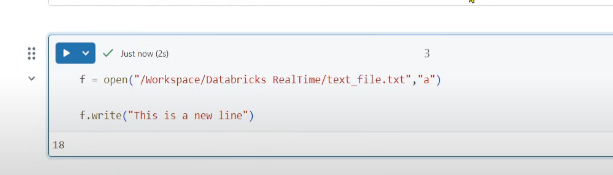 Just now (2s)
3
f = open("/Workspace/Databricks RealTime/text_file.txt","a")
f.write("This is a new line")
18